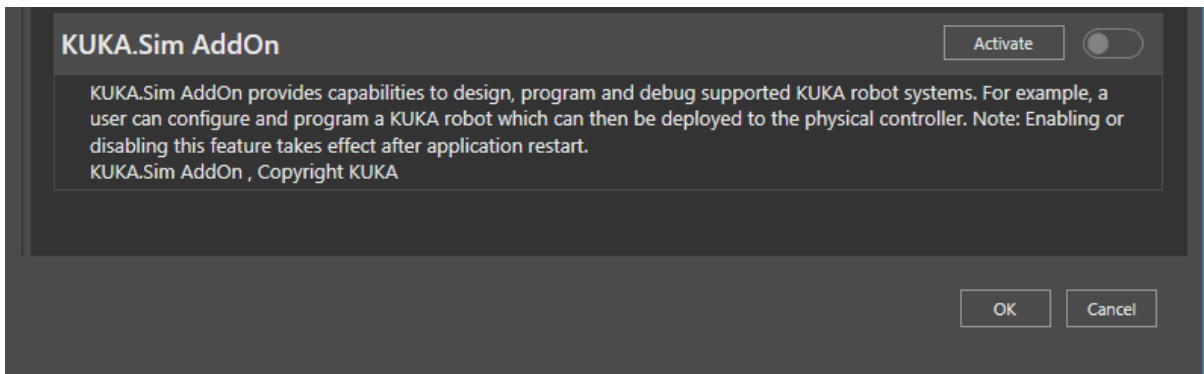 KUKA.Sim AddOn
Activate
KUKA.Sim AddOn provides capabilities to design, program and debug supported KUKA robot systems. For example, a
user can configure and program a KUKA robot which can then be deployed to the physical controller. Note: Enabling or
disabling this feature takes effect after application restart.
KUKA.Sim AddOn , Copyright KUKA
OK
Cancel